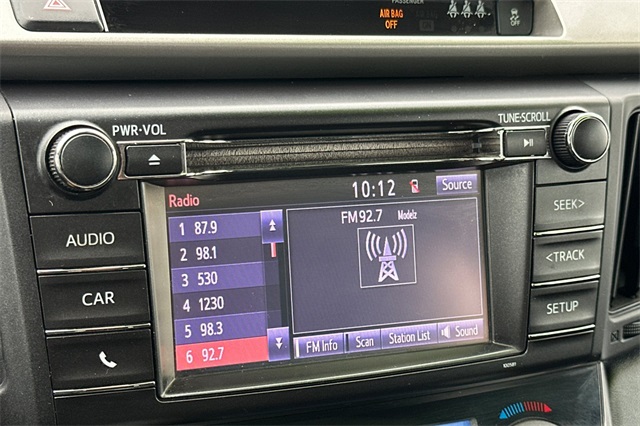 PASSENGER
AIR BAG
OFF
OFF
PWR•VOL
TUNE•SCROLL
Radio
10:12
Source
FM 92.7 Modelz
1 87.9
2 98.1
3 530
4 1230
5 98.3
6 92.7
FM Info
Scan
Station List
Sound
AUDIO
CAR
SEEK>
<TRACK
SETUP